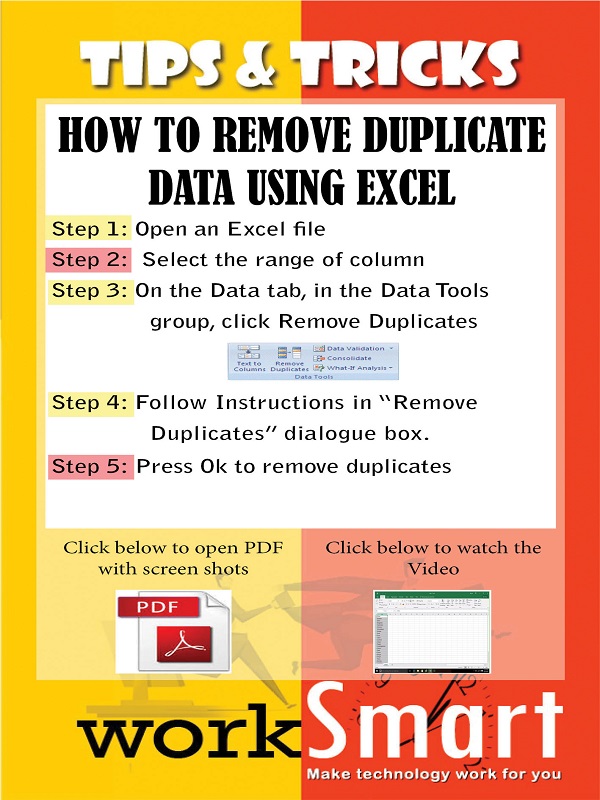 TIPS & TRICKS
HOW TO REMOVE DUPLICATE
DATA USING EXCEL
Step 1: Open an Excel file
Step 2: Select the range of column
Step 3: On the Data tab, in the Data Tools
group, click Remove Duplicates
Text to Columns
Remove Duplicates
Data Validation
Consolidate
What-If Analysis
Data Tools
Step 4: Follow Instructions in “Remove
Duplicates” dialogue box.
Step 5: Press Ok to remove duplicates
Click below to open PDF
with screen shots
Click below to watch the
Video
PDF
workSmart
Make technology work for you